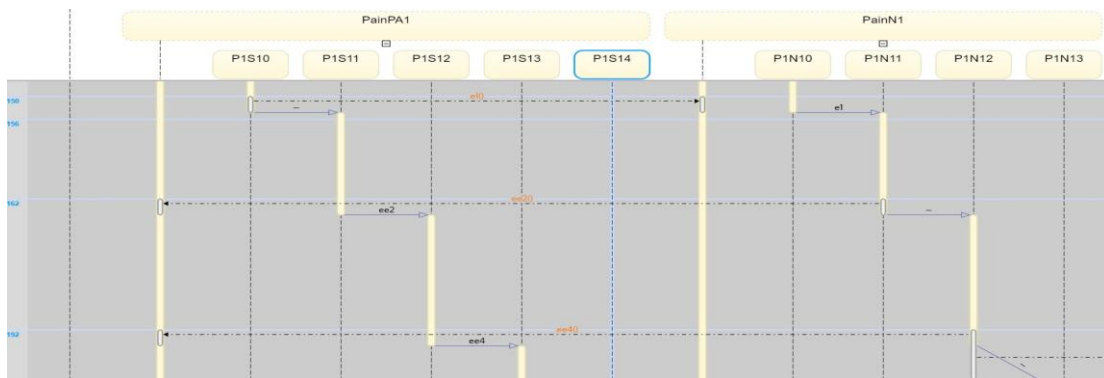 PainPA1 PainN1
P1S10 P1S11 P1S12 P1S13 P1S14 P1N10 P1N11 P1N12 P1N13
150 el0
~ e1
156
162 ee20
ee2 ~
192 ee40
ee4
~